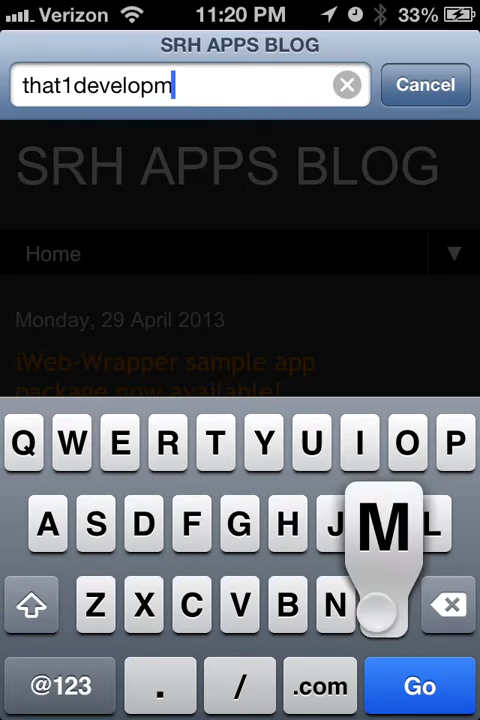 Verizon 11:20 PM 33%
SRH APPS BLOG
that1developm Cancel
SRH APPS BLOG
Home ▼
Monday, 29 April 2013
iWeb-Wrapper sample app
package now available!
Q W E R T Y U I O P
A S D F G H J M L
Z X C V B N
@123 . / .com Go